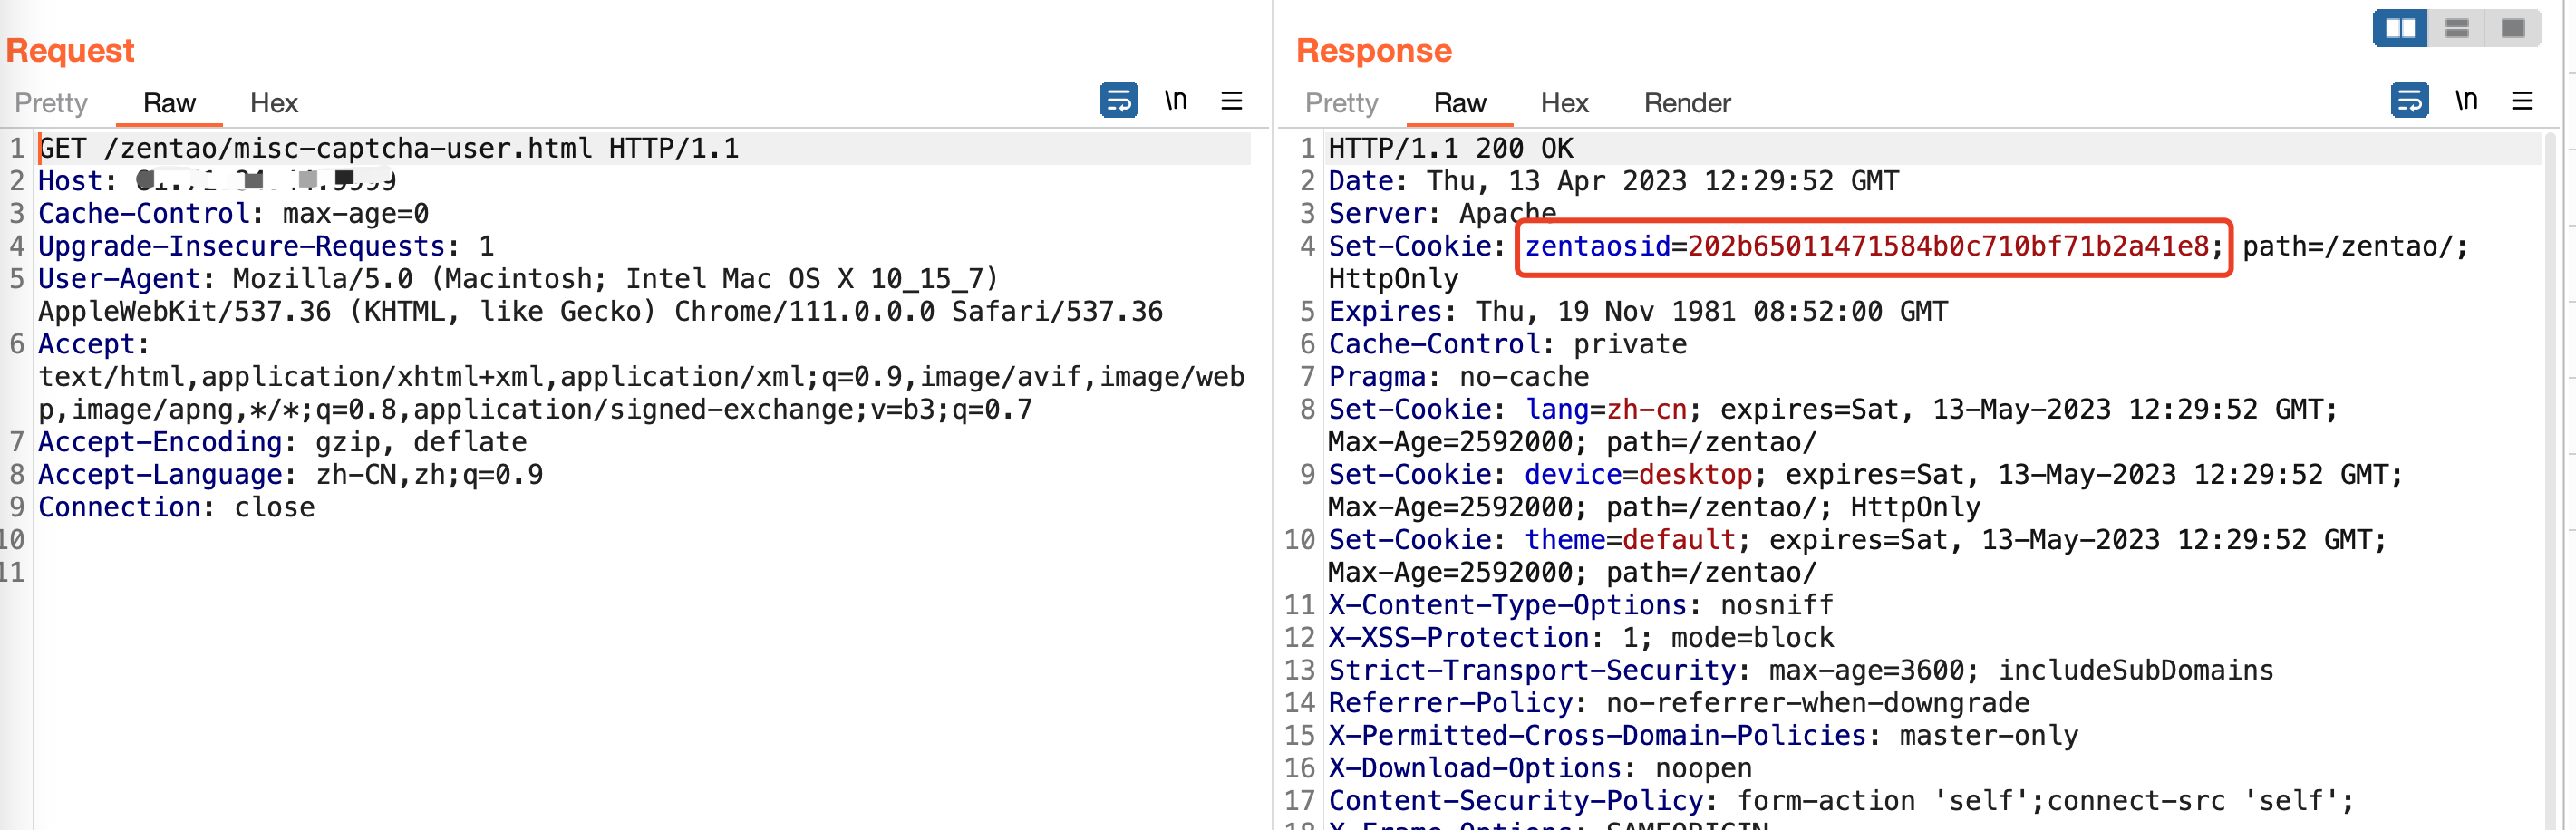 Request
Pretty Raw Hex \n
1 GET /zentao/misc-captcha-user.html HTTP/1.1
2 Host:
3 Cache-Control: max-age=0
4 Upgrade-Insecure-Requests: 1
5 User-Agent: Mozilla/5.0 (Macintosh; Intel Mac OS X 10_15_7)
AppleWebKit/537.36 (KHTML, like Gecko) Chrome/111.0.0.0 Safari/537.36
6 Accept:
text/html,application/xhtml+xml,application/xml;q=0.9,image/avif,image/web
p,image/apng,*/*;q=0.8,application/signed-exchange;v=b3;q=0.7
7 Accept-Encoding: gzip, deflate
8 Accept-Language: zh-CN,zh;q=0.9
9 Connection: close
10
11
Response
Pretty Raw Hex Render \n
1 HTTP/1.1 200 OK
2 Date: Thu, 13 Apr 2023 12:29:52 GMT
3 Server: Apache
4 Set-Cookie: zentaosid=202b65011471584b0c710bf71b2a41e8; path=/zentao/;
HttpOnly
5 Expires: Thu, 19 Nov 1981 08:52:00 GMT
6 Cache-Control: private
7 Pragma: no-cache
8 Set-Cookie: lang=zh-cn; expires=Sat, 13-May-2023 12:29:52 GMT;
Max-Age=2592000; path=/zentao/
9 Set-Cookie: device=desktop; expires=Sat, 13-May-2023 12:29:52 GMT;
Max-Age=2592000; path=/zentao/; HttpOnly
10 Set-Cookie: theme=default; expires=Sat, 13-May-2023 12:29:52 GMT;
Max-Age=2592000; path=/zentao/
11 X-Content-Type-Options: nosniff
12 X-XSS-Protection: 1; mode=block
13 Strict-Transport-Security: max-age=3600; includeSubDomains
14 Referrer-Policy: no-referrer-when-downgrade
15 X-Permitted-Cross-Domain-Policies: master-only
16 X-Download-Options: noopen
17 Content-Security-Policy: form-action 'self';connect-src 'self';
18 X-Frame-Options: SAMEORIGIN